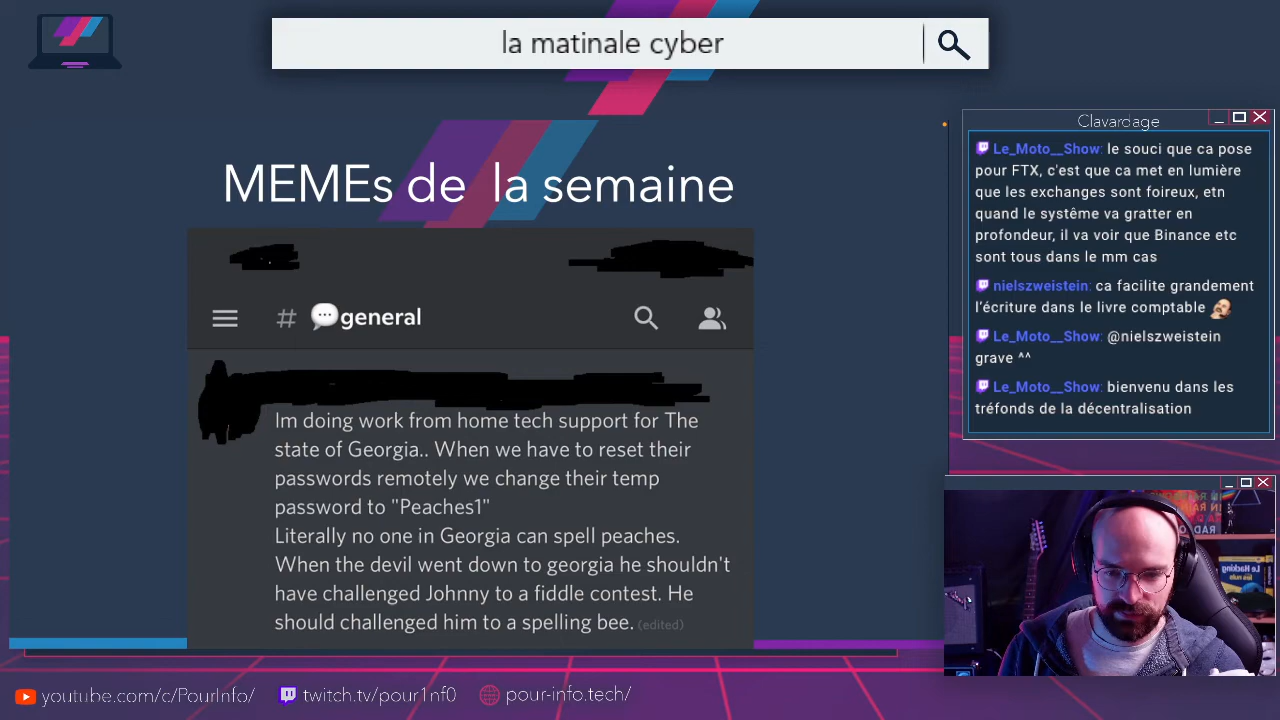 la matinale cyber
MEMEs de la semaine
# general
Im doing work from home tech support for The
state of Georgia.. When we have to reset their
passwords remotely we change their temp
password to "Peaches1"
Literally no one in Georgia can spell peaches.
When the devil went down to georgia he shouldn't
have challenged Johnny to a fiddle contest. He
should challenged him to a spelling bee. (edited)
Clavardage
Le_Moto__Show: le souci que ca pose
pour FTX, c'est que ca met en lumière
que les exchanges sont foireux, etn
quand le systême va gratter en
profondeur, il va voir que Binance etc
sont tous dans le mm cas
nielszweistein: ca facilite grandement
l'écriture dans le livre comptable
Le_Moto__Show: @nielszweistein
grave ^^
Le_Moto__Show: bienvenu dans les
tréfonds de la décentralisation
youtube.com/c/PourInfo/
twitch.tv/pour1nf0
pour-info.tech/